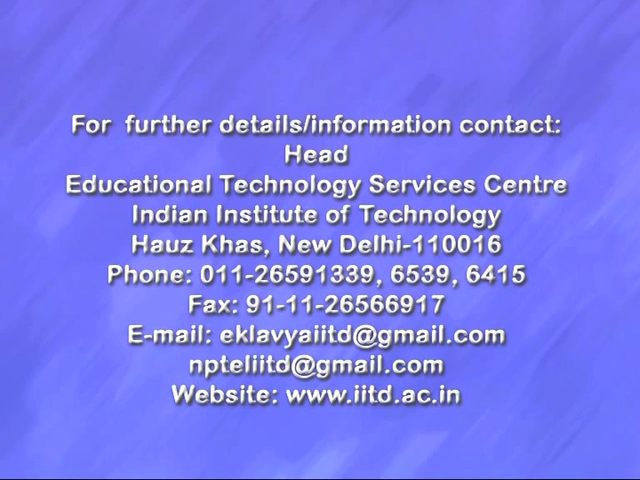 For further details/information contact:
Head
Educational Technology Services Centre
Indian Institute of Technology
Hauz Khas, New Delhi-110016
Phone: 011-26591339, 6539, 6415
Fax: 91-11-26566917
E-mail: eklavyaiitd@gmail.com
npteliitd@gmail.com
Website: www.iitd.ac.in